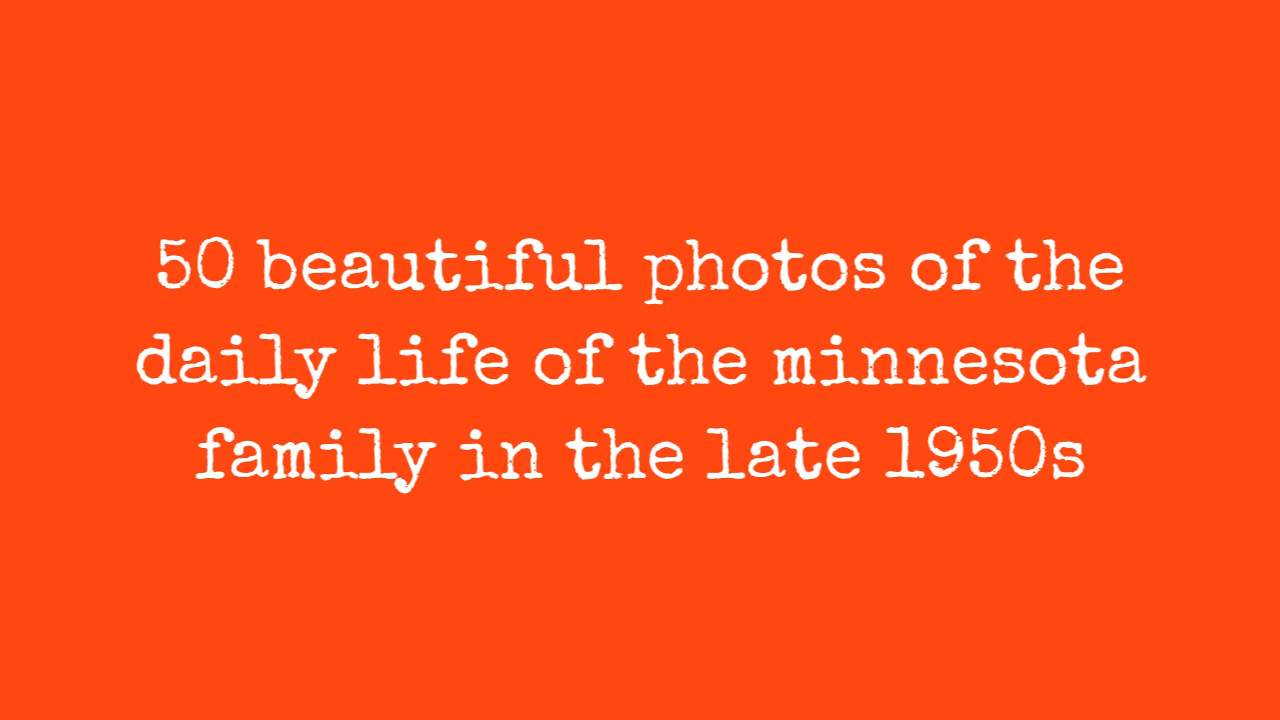 50 beautiful photos of the
daily life of the minnesota
family in the late 1950s